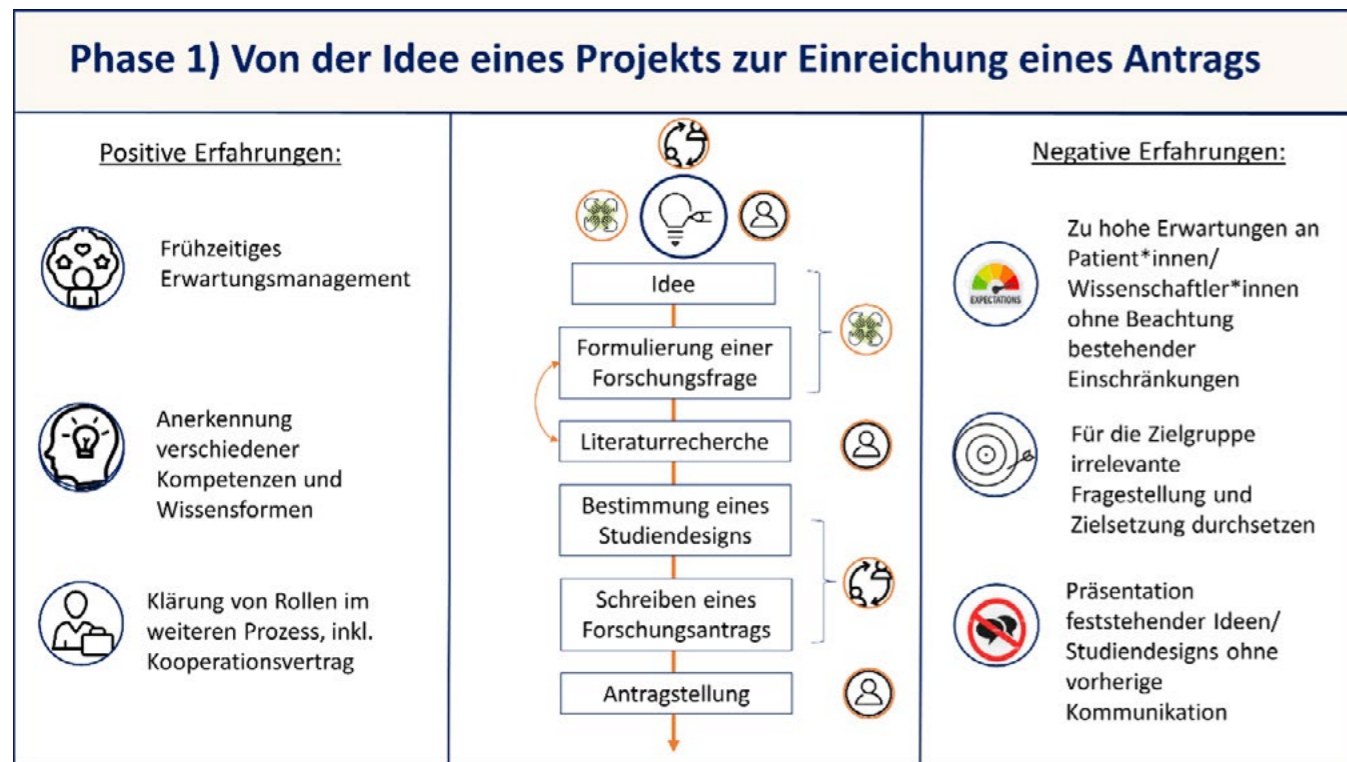 Phase 1) Von der Idee eines Projekts zur Einreichung eines Antrags
Positive Erfahrungen:
Frühzeitiges
Erwartungsmanagement
Anerkennung
verschiedener
Kompetenzen und
Wissensformen
Klärung von Rollen im
weiteren Prozess, inkl.
Kooperationsvertrag
Idee
Formulierung einer
Forschungsfrage
Literaturrecherche
Bestimmung eines
Studiendesigns
Schreiben eines
Forschungsantrags
Antragstellung
Negative Erfahrungen:
EXPECTATIONS
Zu hohe Erwartungen an
Patient*innen/
Wissenschaftler*innen
ohne Beachtung
bestehender
Einschränkungen
Für die Zielgruppe
irrelevante
Fragestellung und
Zielsetzung durchsetzen
Präsentation
feststehender Ideen/
Studiendesigns ohne
vorherige
Kommunikation